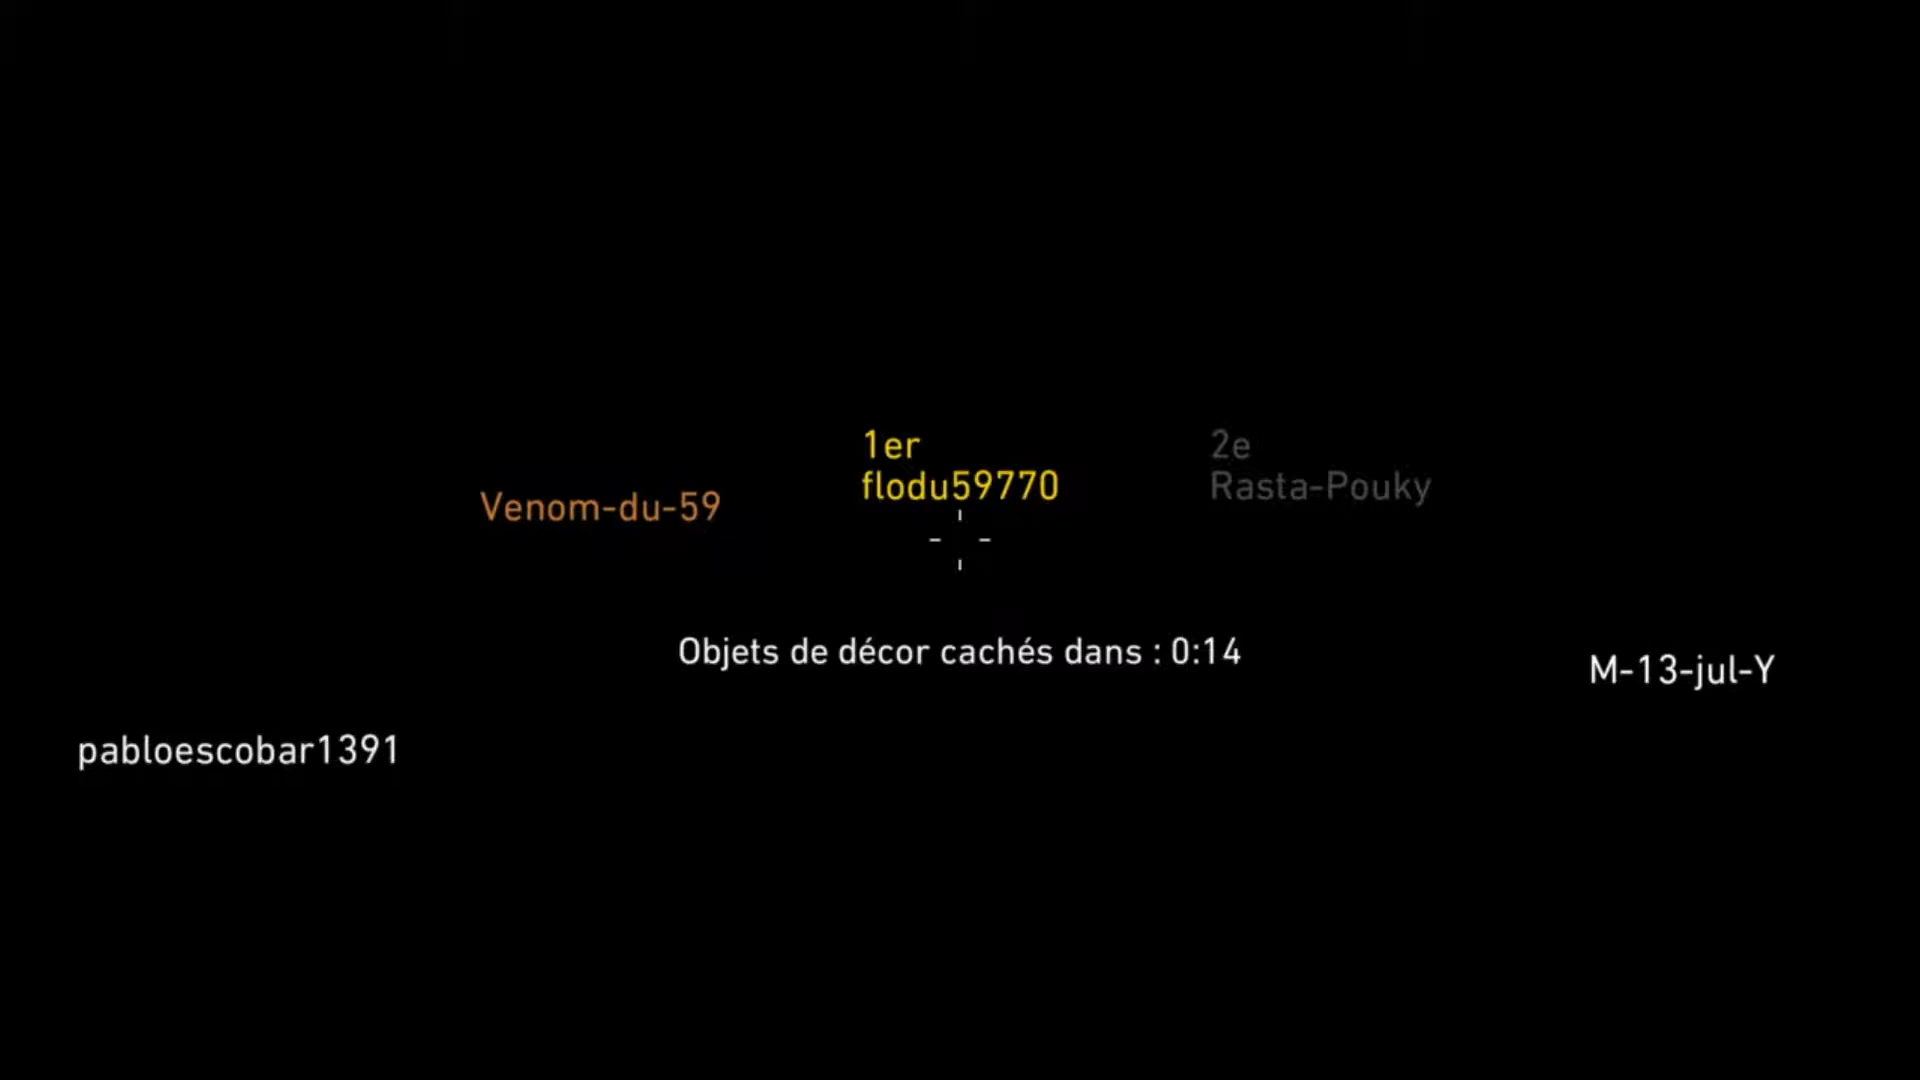 1er
flodu59770
2e
Rasta-Pouky
Venom-du-59
Objets de décor cachés dans : 0:14
M-13-jul-Y
pabloescobar1391